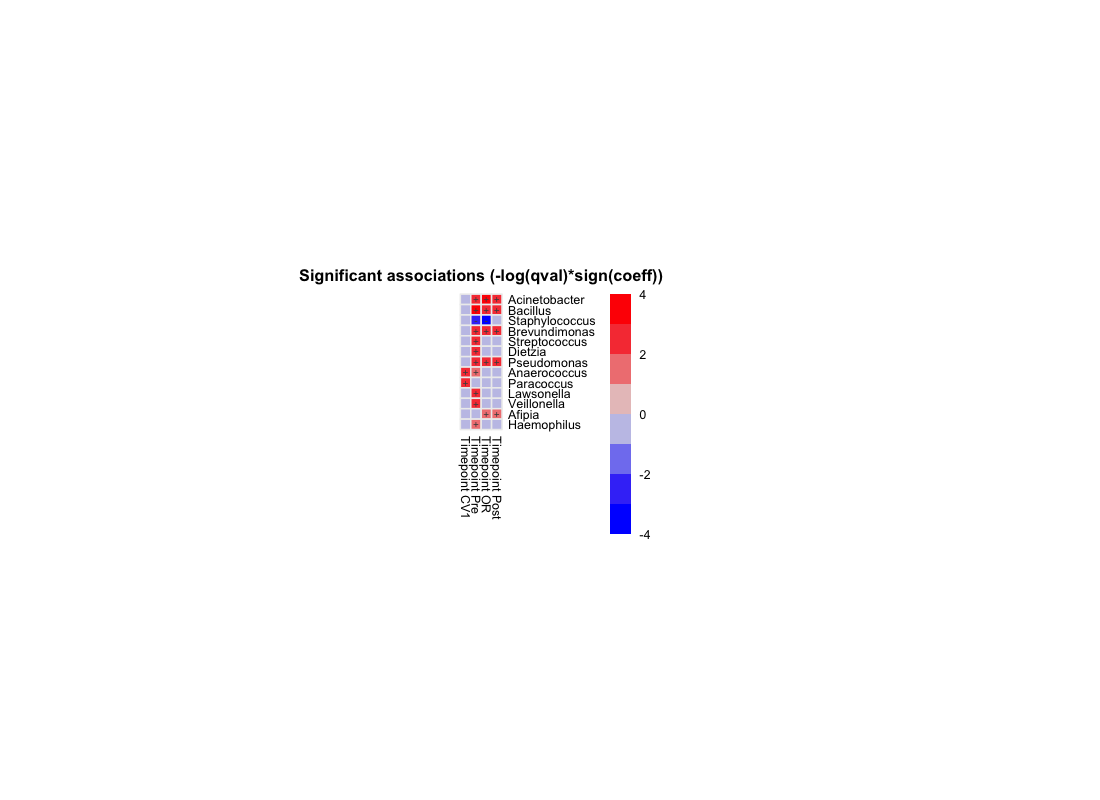 Significant associations (-log(qval)*sign(coeff))
Acinetobacter
Bacillus
Staphylococcus
Brevundimonas
Streptococcus
Dietzia
Pseudomonas
Anaerococcus
Paracoccus
Lawsonella
Veillonella
Afipia
Haemophilus
Timepoint CV1
Timepoint Pre
Timepoint OR
Timepoint Post
4
2
0
-2
-4